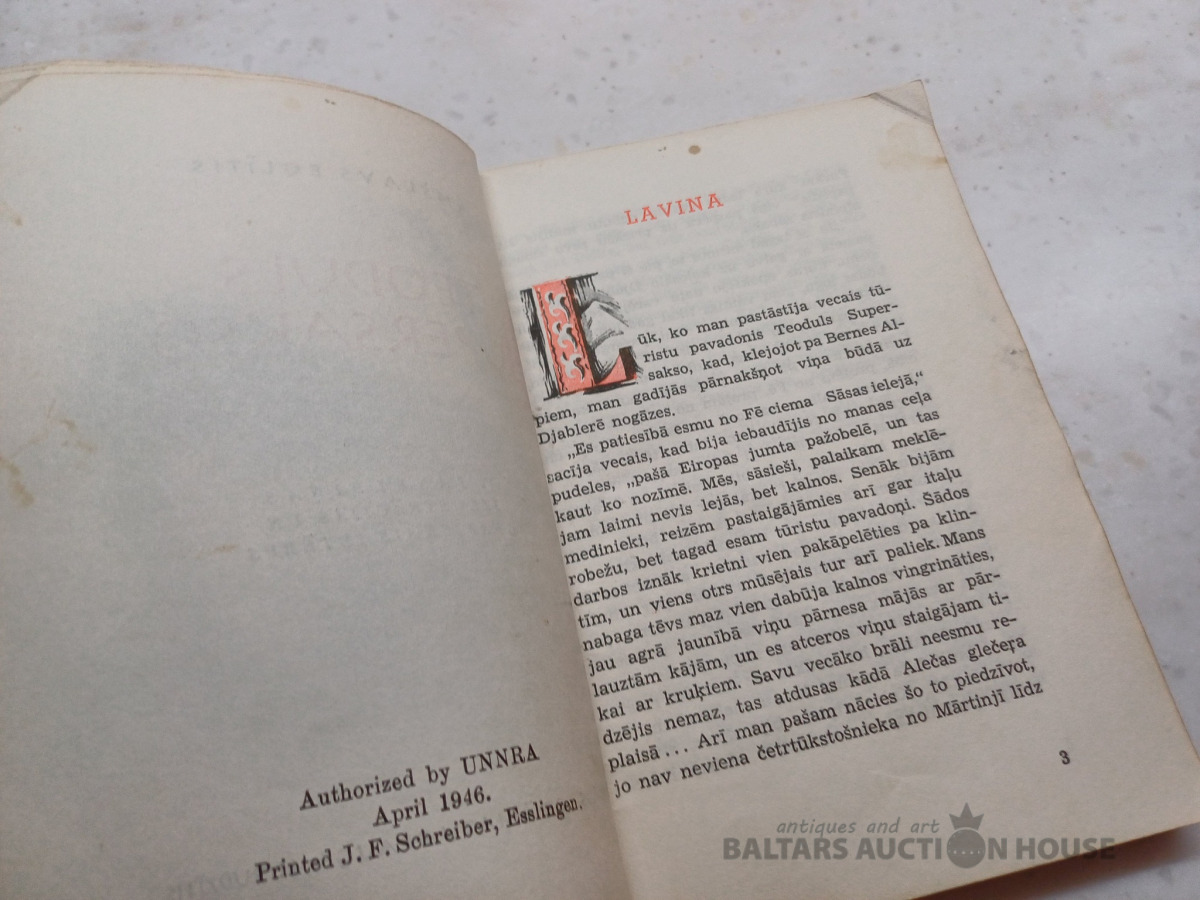 Authorized by UNNRA
April 1946.
Printed J. F. Schreiber, Esslingen.
LAVINA
Lūk, ko man pastāstīja vecais tū-
ristu pavadonis Teoduls Super-
sakso, kad, klejojot pa Bernes Al-
piem, man gadījās pārnakšņot viņa būdā uz
Djablerē nogāzes.
„Es patiesībā esmu no Fē ciema Sāsas ielejā,“
sacīja vecais, kad bija iebaudījis no manas ceļa
pudeles, „pašā Eiropas jumta pažobelē, un tas
kaut ko nozīmē. Mēs, sāsieši, palaikam meklē-
jam laimi nevis lejās, bet kalnos. Senāk bijām
medinieki, reizēm pastaigājāmies arī gar itaļu
robežu, bet tagad esam tūristu pavadoņi. Šādos
darbos iznāk krietni vien pakāpelēties pa klin-
tīm, un viens otrs mūsējais tur arī paliek. Mans
nabaga tēvs maz vien dabūja kalnos vingrināties,
jau agrā jaunībā viņu pārnesa mājās ar pār-
lauztām kājām, un es atceros viņu staigājam ti-
kai ar kruķiem. Savu vecāko brāli neesmu re-
dzējis nemaz, tas atdusas kādā Alečas glečeŗa
plaisā ... Arī man pašam nācies šo to piedzīvot,
jo nav neviena četrtūkstošnieka no Mārtinjī līdz
3
antiques and art
BALTARS AUCTION HOUSE